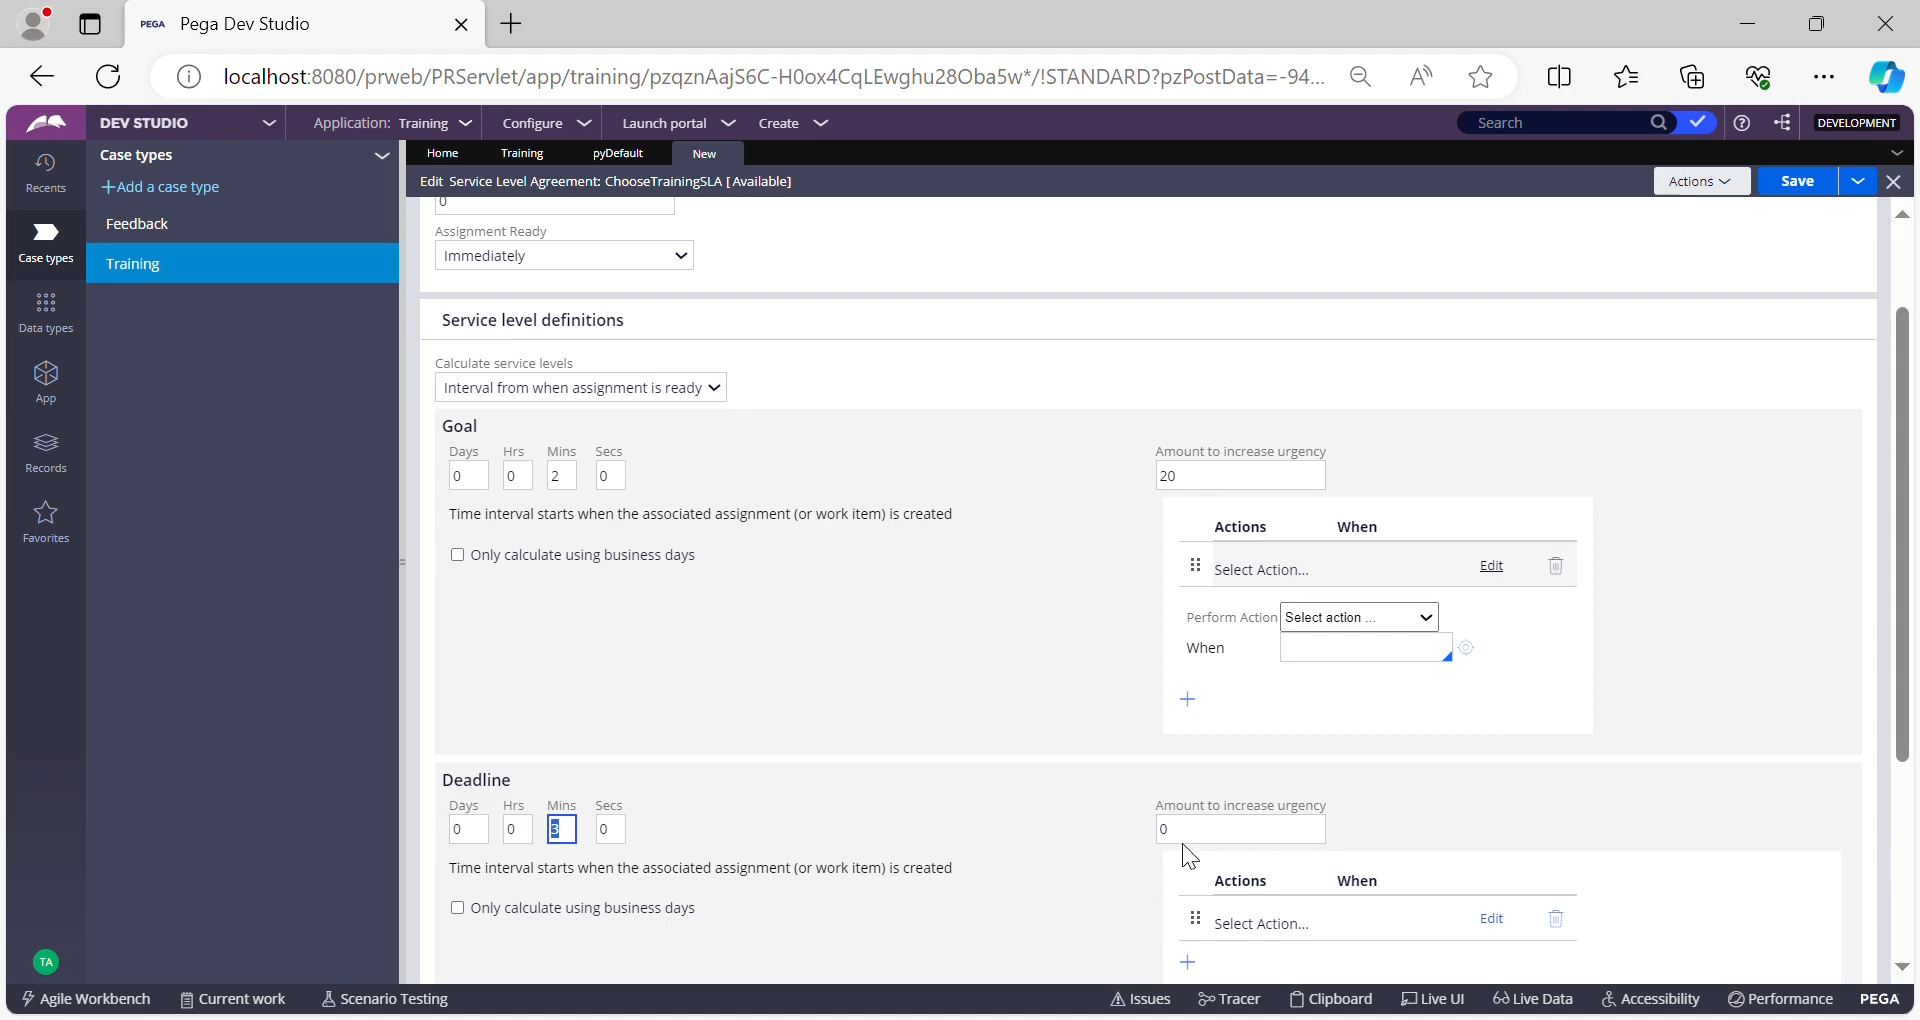 PEGA Pega Dev Studio
localhost:8080/prweb/PRServlet/app/training/pzqznAajS6C-H0ox4CqLEwghu28Oba5w*/!STANDARD?pzPostData=-94...
DEV STUDIO Application: Training Configure Launch portal Create Search DEVELOPMENT
Recents
Case types
Data types
App
Records
Favorites
TA
Case types
Add a case type
Feedback
Training
Home Training pyDefault New
Edit Service Level Agreement: ChooseTrainingSLA [Available] Actions Save
0
Assignment Ready
Immediately
Service level definitions
Calculate service levels
Interval from when assignment is ready
Goal
Days Hrs Mins Secs
0 0 2 0
Time interval starts when the associated assignment (or work item) is created
Only calculate using business days
Amount to increase urgency
20
Actions When
Select Action... Edit
Perform Action Select action ...
When
Deadline
Days Hrs Mins Secs
0 0 3 0
Time interval starts when the associated assignment (or work item) is created
Only calculate using business days
Amount to increase urgency
0
Actions When
Select Action... Edit
Agile Workbench Current work Scenario Testing Issues Tracer Clipboard Live UI Live Data Accessibility Performance PEGA